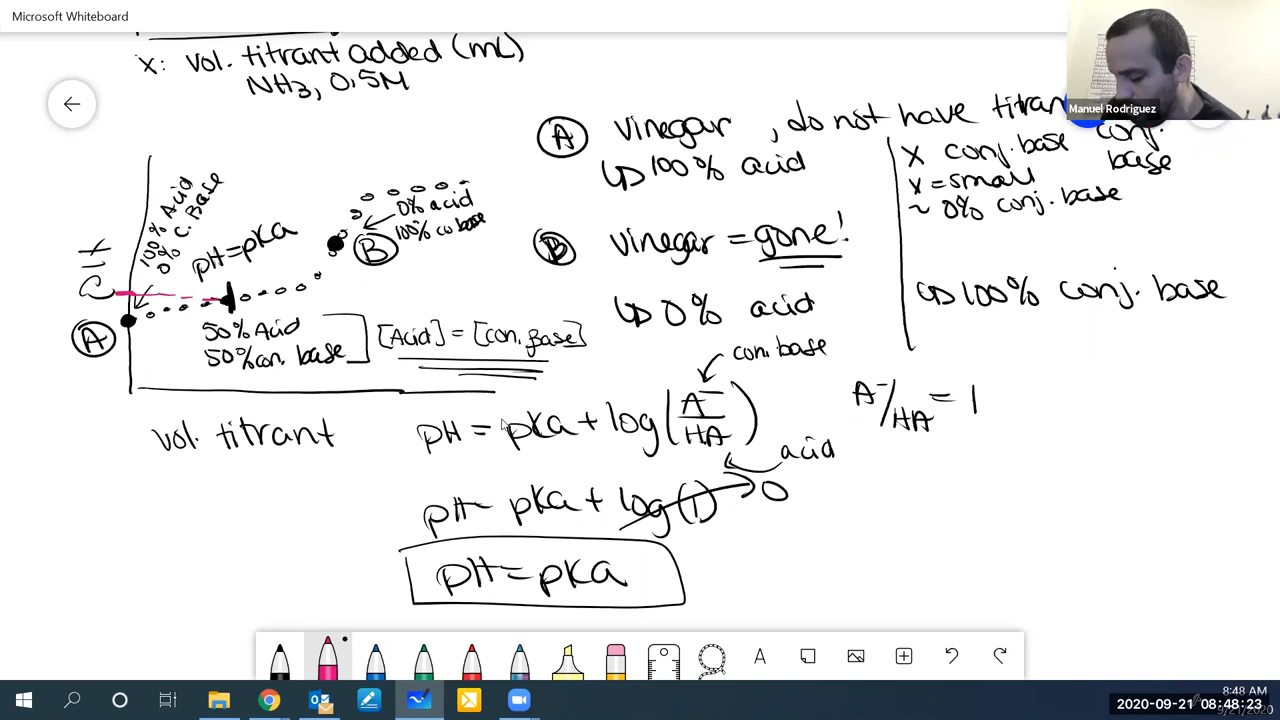 Microsoft Whiteboard
x: vol. titrant added (mL)
NH3, 0.5M
Manuel Rodriguez
A vinegar, do not have titrant
↳ 100% acid
x conj. base
x = small
~ 0% conj. base
conj.
base
B vinegar = gone!
↳ 0% acid
↳ 100% conj. base
pH
100% Acid
0% C. Base
pH=pKa
0% acid
100% co base
B
A
50% Acid
50% con. base
[Acid] = [con. Base]
vol. titrant
con. base
pH = pKa + log(A⁻/HA)
A⁻/HA = 1
acid
pH = pKa + log(1) → 0
pH = pKa
8:48 AM
2020-09-21 08:48:23